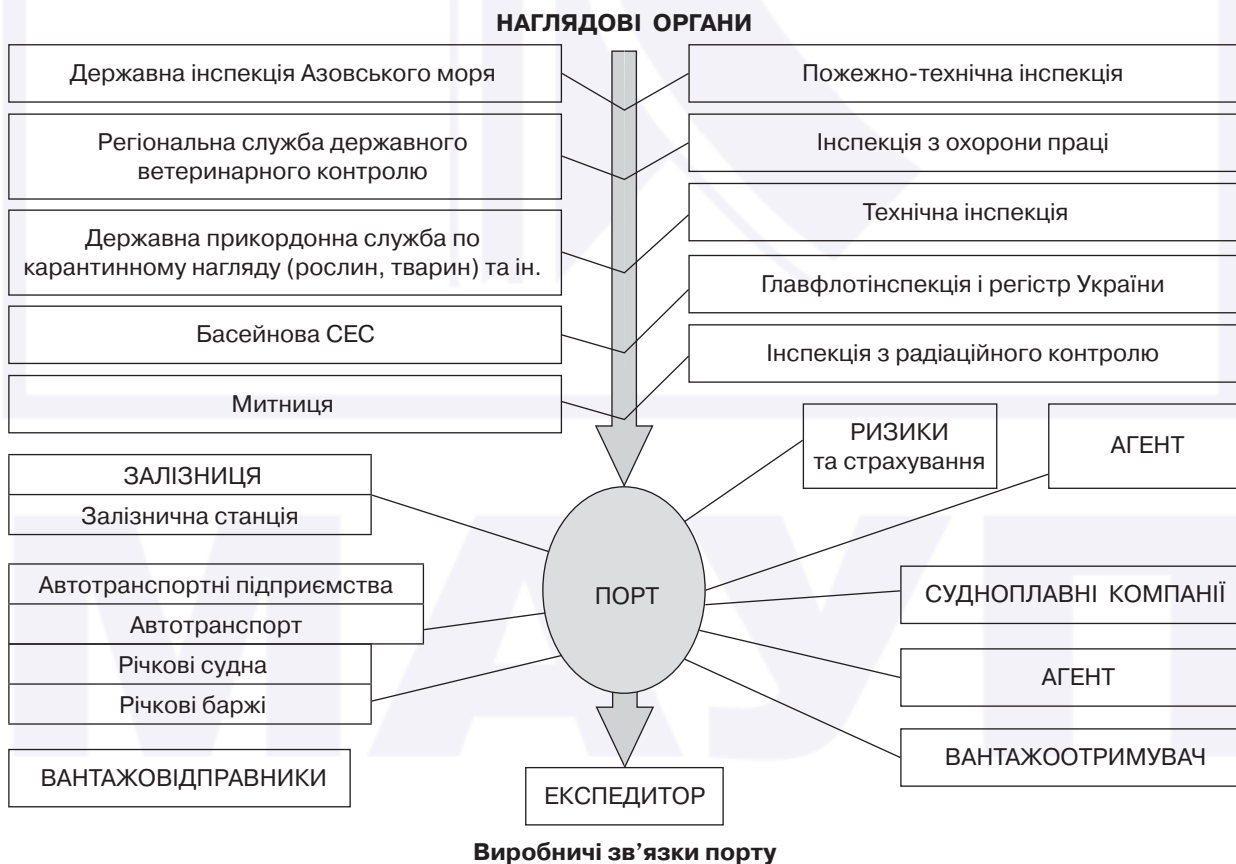 НАГЛЯДОВІ ОРГАНИ
Державна інспекція Азовського моря
Регіональна служба державного
ветеринарного контролю
Державна прикордонна служба по
карантинному нагляду (рослин, тварин) та ін.
Басейнова СЕС
Митниця
Пожежно-технічна інспекція
Інспекція з охорони праці
Технічна інспекція
Главфлотінспекція і регістр України
Інспекція з радіаційного контролю
РИЗИКИ
та страхування
АГЕНТ
ЗАЛІЗНИЦЯ
Залізнична станція
Автотранспортні підприємства
Автотранспорт
Річкові судна
Річкові баржі
ВАНТАЖОВІДПРАВНИКИ
ПОРТ
СУДНОПЛАВНІ КОМПАНІЇ
АГЕНТ
ВАНТАЖООТРИМУВАЧ
ЕКСПЕДИТОР
Виробничі зв’язки порту
МАУП